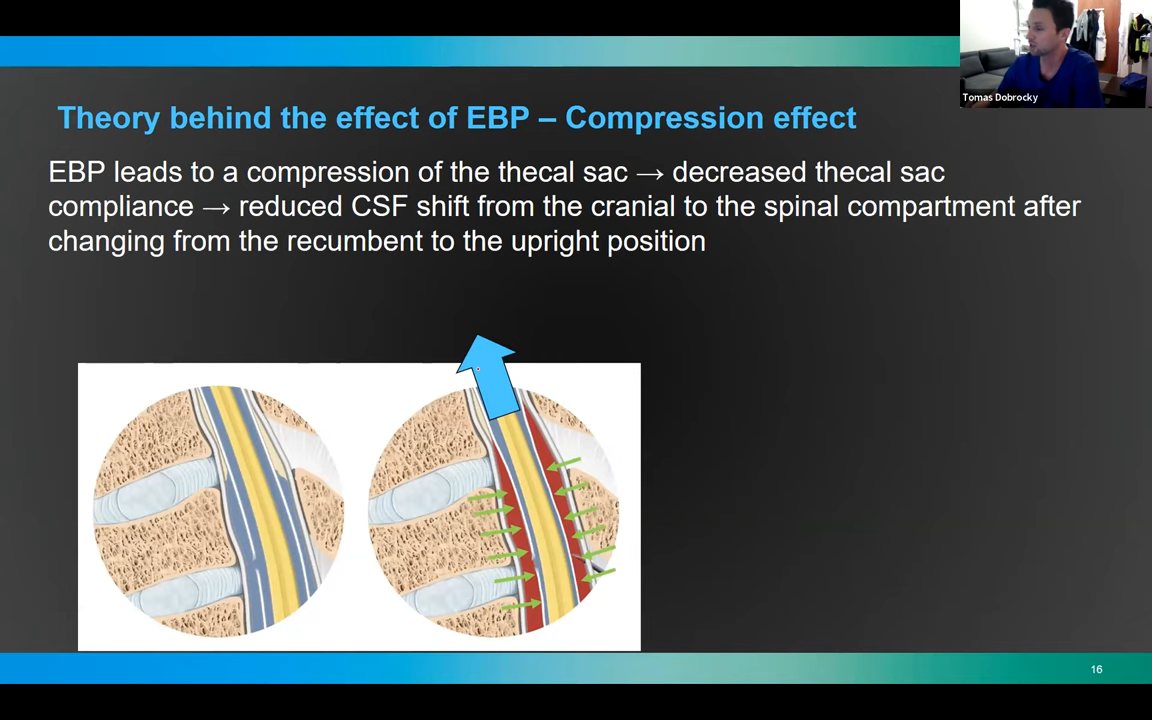 Tomas Dobrocky
Theory behind the effect of EBP – Compression effect
EBP leads to a compression of the thecal sac → decreased thecal sac
compliance → reduced CSF shift from the cranial to the spinal compartment after
changing from the recumbent to the upright position
16